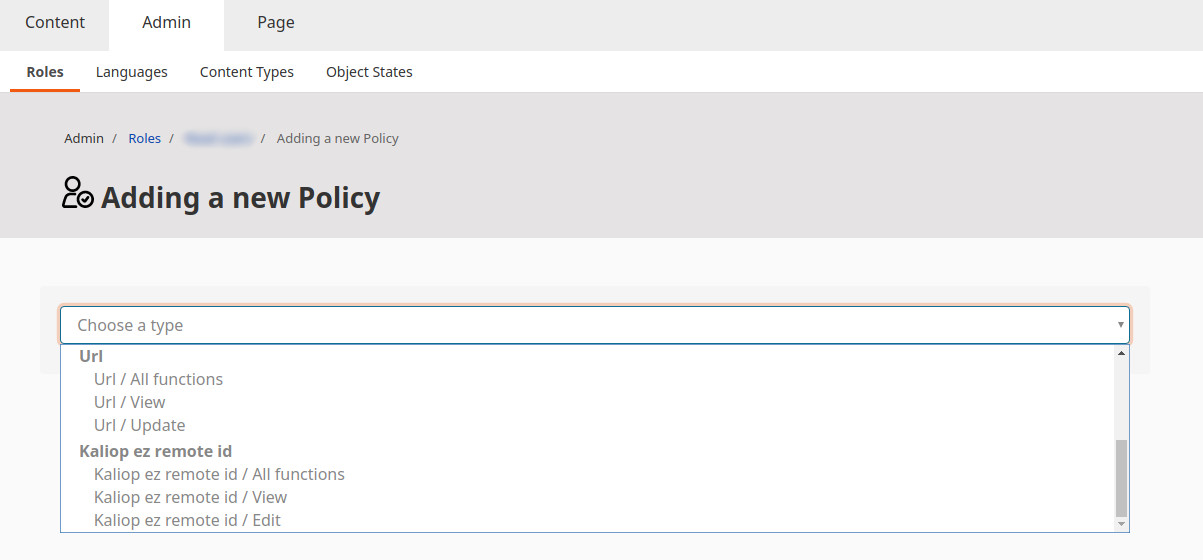 Content Admin Page
Roles Languages Content Types Object States
Admin / Roles / / Adding a new Policy
Adding a new Policy
Choose a type
Url
Url / All functions
Url / View
Url / Update
Kaliop ez remote id
Kaliop ez remote id / All functions
Kaliop ez remote id / View
Kaliop ez remote id / Edit